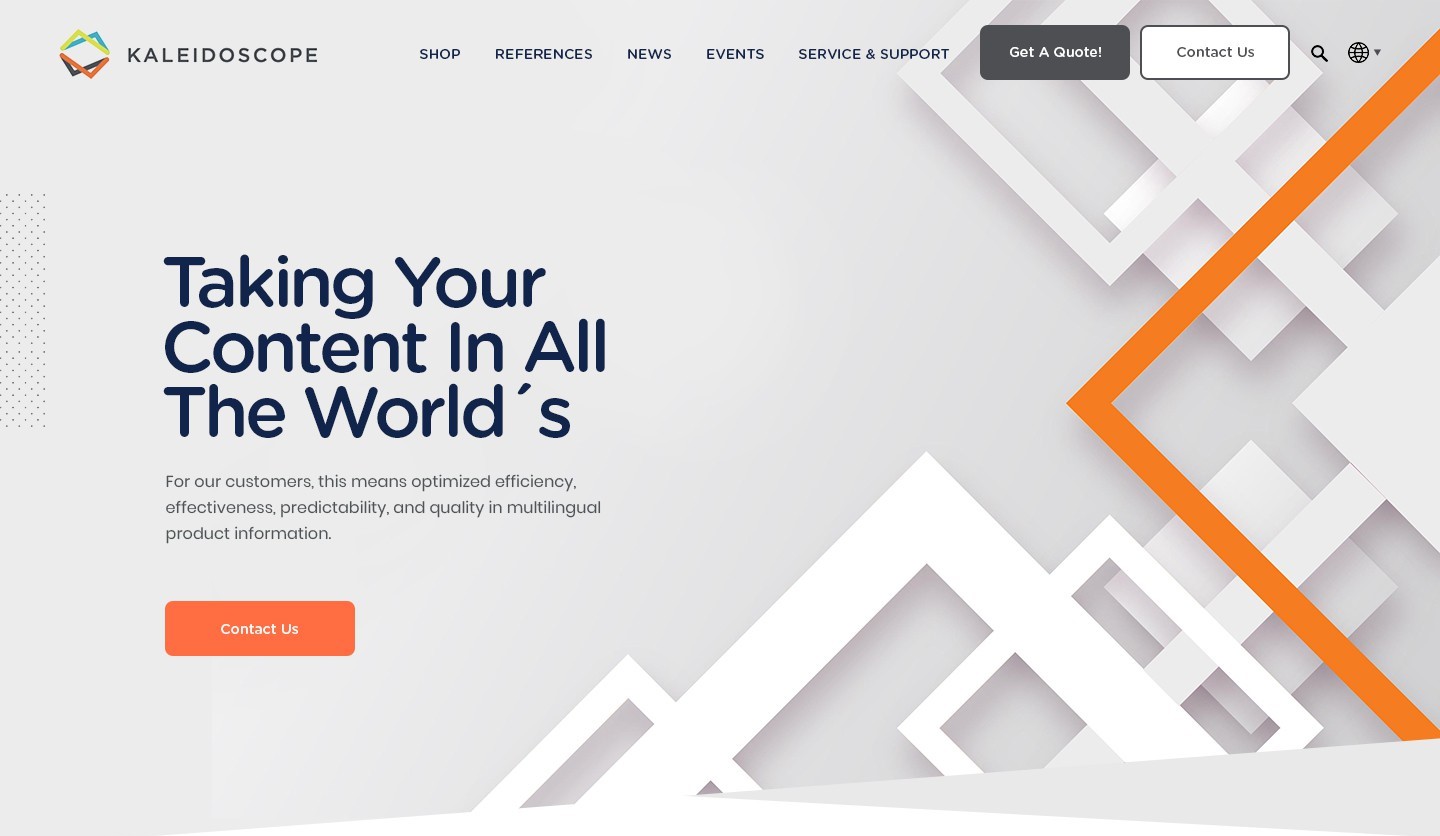 KALEIDOSCOPE
SHOP REFERENCES NEWS EVENTS SERVICE & SUPPORT Get A Quote! Contact Us
Taking Your
Content In All
The World´s
For our customers, this means optimized efficiency,
effectiveness, predictability, and quality in multilingual
product information.
Contact Us